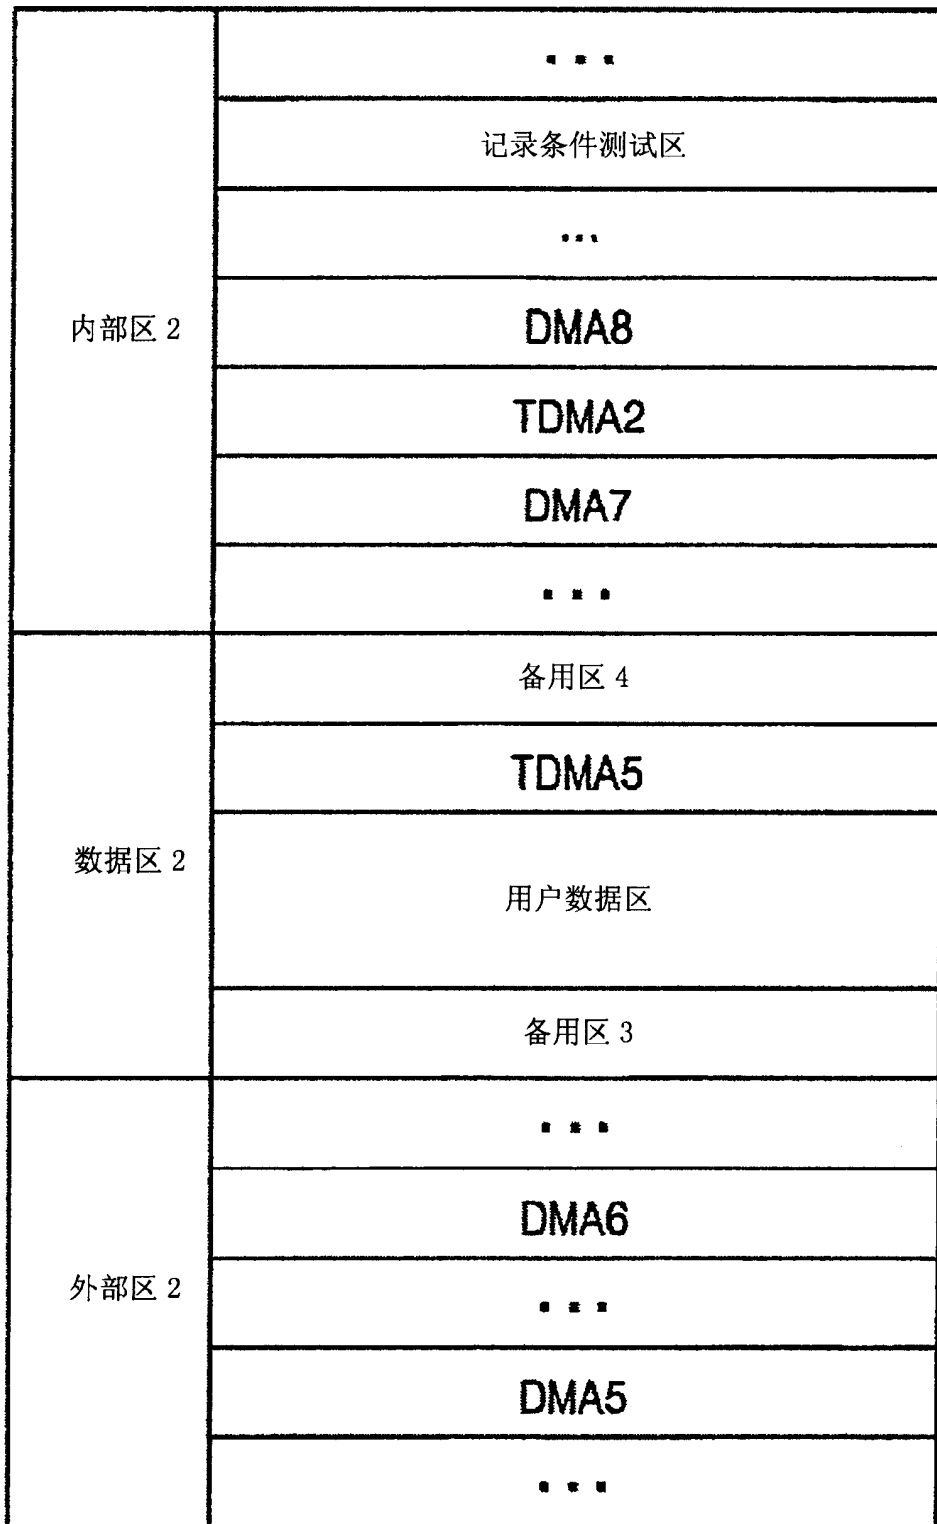 ...
记录条件测试区
...
内部区 2
DMA8
TDMA2
DMA7
...
备用区 4
TDMA5
数据区 2
用户数据区
备用区 3
...
DMA6
外部区 2
...
DMA5
...